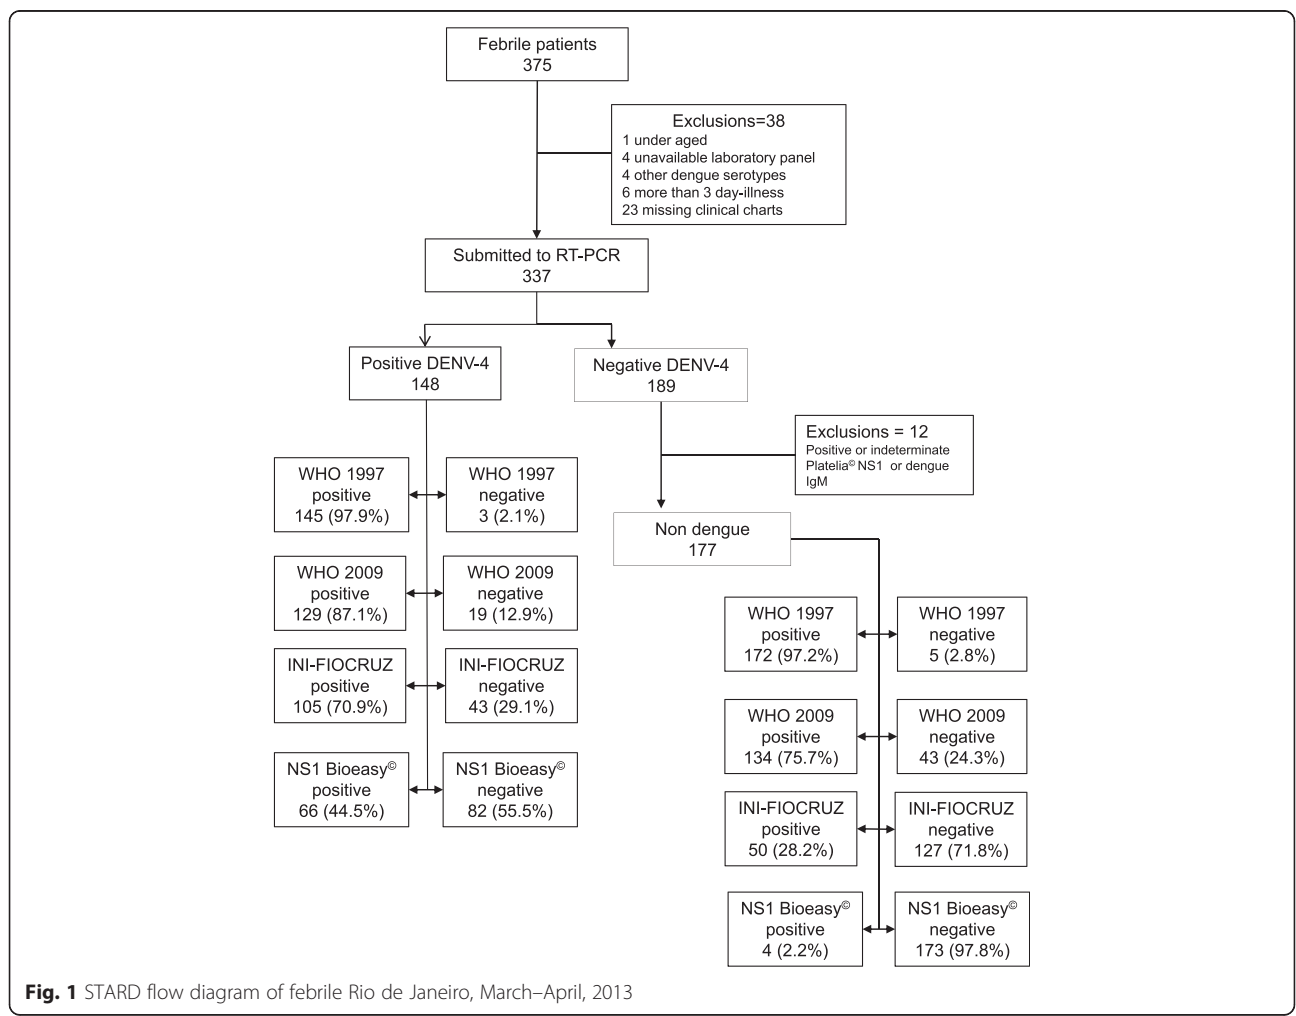 Febrile patients
375
Exclusions=38
1 under aged
4 unavailable laboratory panel
4 other dengue serotypes
6 more than 3 day-illness
23 missing clinical charts
Submitted to RT-PCR
337
Positive DENV-4
148
Negative DENV-4
189
Exclusions = 12
Positive or indeterminate
Platelia© NS1 or dengue
IgM
Non dengue
177
WHO 1997
positive
145 (97.9%)
WHO 1997
negative
3 (2.1%)
WHO 2009
positive
129 (87.1%)
WHO 2009
negative
19 (12.9%)
INI-FIOCRUZ
positive
105 (70.9%)
INI-FIOCRUZ
negative
43 (29.1%)
NS1 Bioeasy©
positive
66 (44.5%)
NS1 Bioeasy©
negative
82 (55.5%)
WHO 1997
positive
172 (97.2%)
WHO 1997
negative
5 (2.8%)
WHO 2009
positive
134 (75.7%)
WHO 2009
negative
43 (24.3%)
INI-FIOCRUZ
positive
50 (28.2%)
INI-FIOCRUZ
negative
127 (71.8%)
NS1 Bioeasy©
positive
4 (2.2%)
NS1 Bioeasy©
negative
173 (97.8%)
Fig. 1 STARD flow diagram of febrile Rio de Janeiro, March–April, 2013